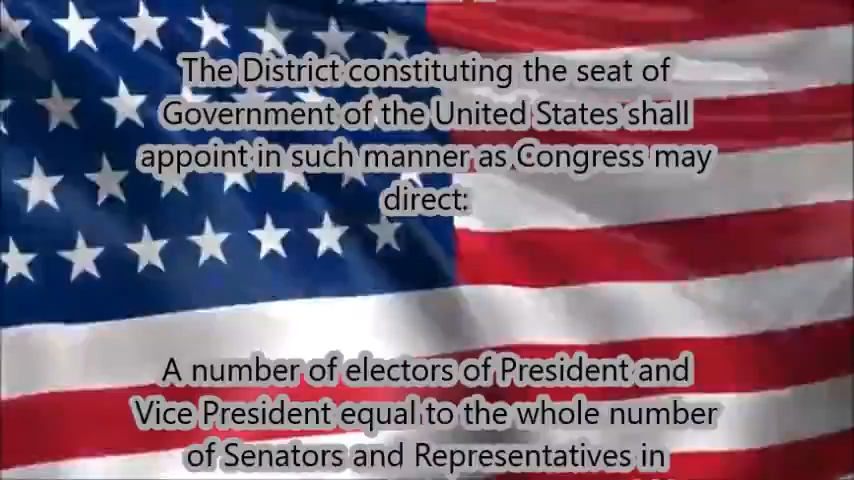 The District constituting the seat of
Government of the United States shall
appoint in such manner as Congress may
direct:
A number of electors of President and
Vice President equal to the whole number
of Senators and Representatives in